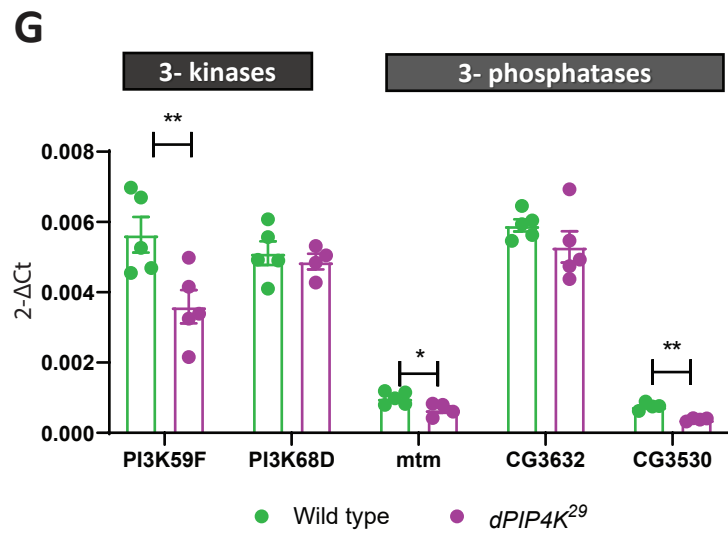 G
3- kinases
3- phosphatases
**
0.008
0.006
0.004
0.002
0.000
2-ΔCt
*
**
PI3K59F PI3K68D mtm CG3632 CG3530
Wild type dPIP4K29